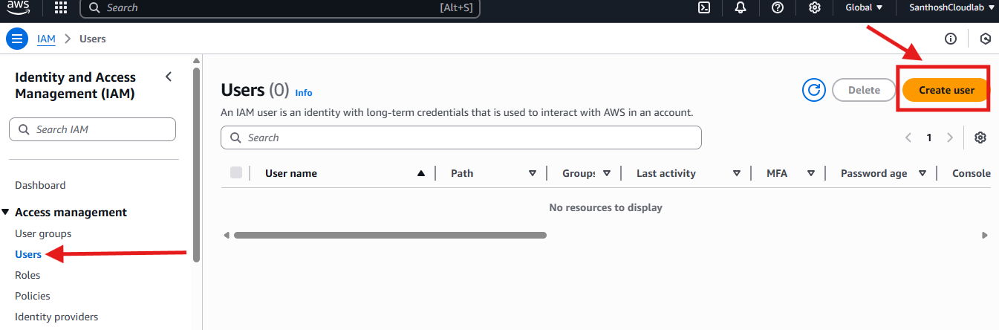 aws Search [Alt+S] Global SanthoshCloudlab
IAM > Users
Identity and Access
Management (IAM)
Search IAM
Dashboard
Access management
User groups
Users
Roles
Policies
Identity providers
Users (0) Info
Delete
Create user
An IAM user is an identity with long-term credentials that is used to interact with AWS in an account.
Search
1
User name Path Groups Last activity MFA Password age Console
No resources to display